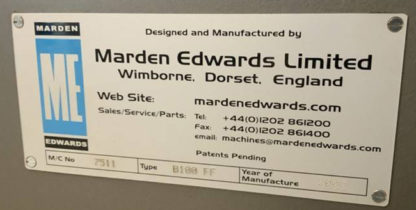 MARDEN
ME
EDWARDS
Designed and Manufactured by
Marden Edwards Limited
Wimborne, Dorset, England
Web Site: mardenedwards.com
Sales/Service/Parts: Tel: +44(0)1202 861200
Fax: +44(0)1202 861400
email: machines@mardenedwards.com
Patents Pending
M/C No 7511 Type B100 FF Year of Manufacture